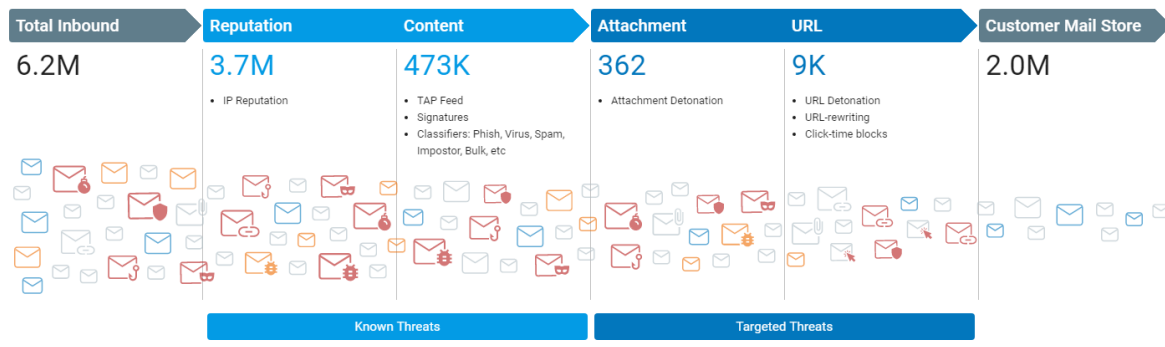 Total Inbound
Reputation
Content
Attachment
URL
Customer Mail Store
6.2M
3.7M
473K
362
9K
2.0M
• IP Reputation
• TAP Feed
• Signatures
• Classifiers: Phish, Virus, Spam,
Impostor, Bulk, etc
• Attachment Detonation
• URL Detonation
• URL-rewriting
• Click-time blocks
Known Threats
Targeted Threats